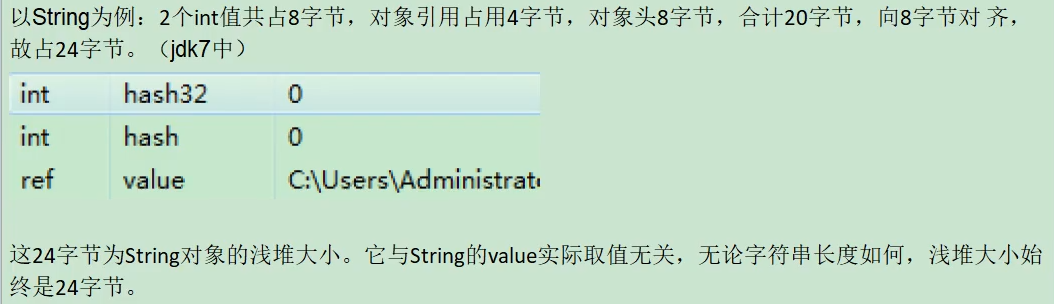 以String为例：2个int值共占8字节，对象引用占用4字节，对象头8字节，合计20字节，向8字节对 齐，
故占24字节。（jdk7中）
int hash32 0
int hash 0
ref value C:\Users\Administrat
这24字节为String对象的浅堆大小。它与String的value实际取值无关，无论字符串长度如何，浅堆大小始
终是24字节。